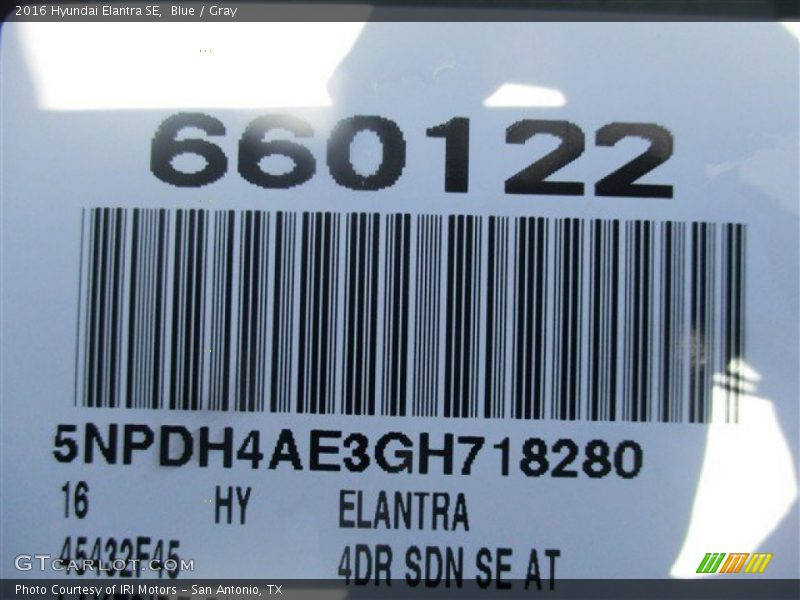 2016 Hyundai Elantra SE,  Blue / Gray
660122
5NPDH4AE3GH718280
16 HY ELANTRA
45432F45 4DR SDN SE AT
GTcarlot.com
Photo Courtesy of IRI Motors – San Antonio, TX